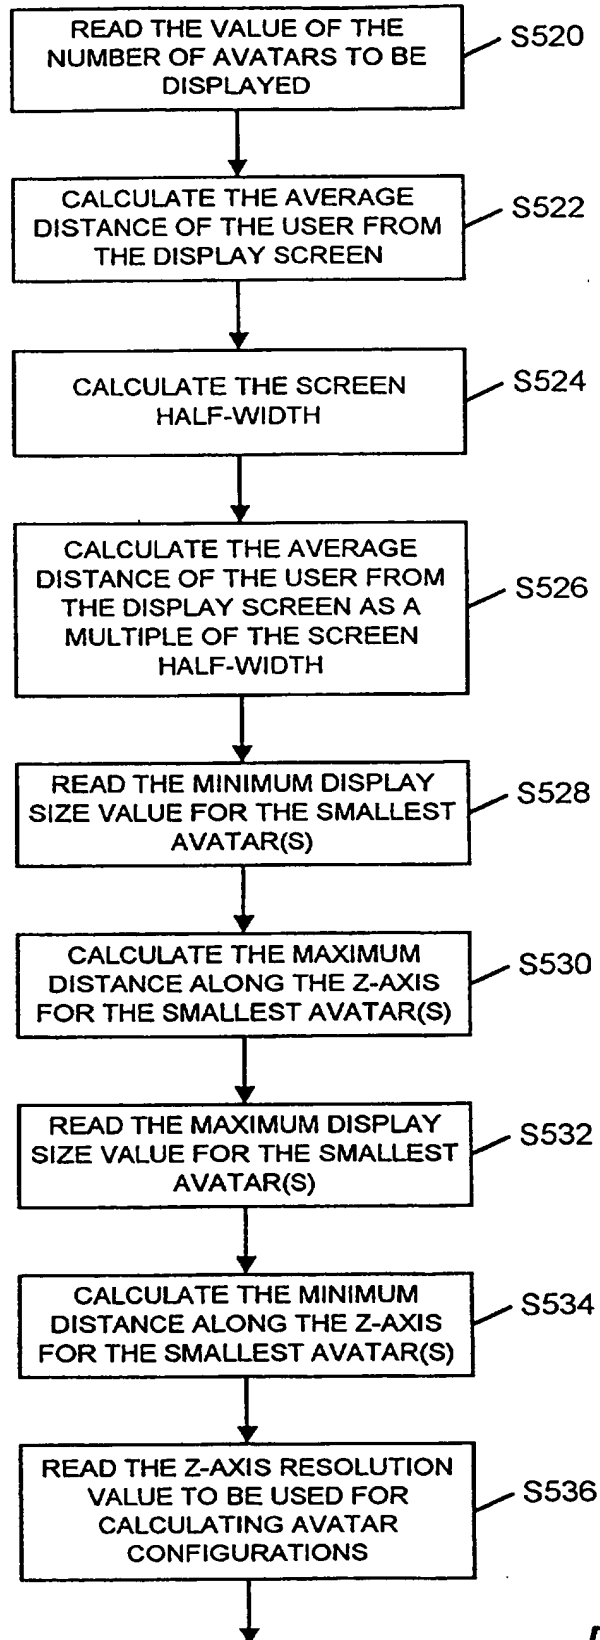 READ THE VALUE OF THE
NUMBER OF AVATARS TO BE
DISPLAYED
S520
CALCULATE THE AVERAGE
DISTANCE OF THE USER FROM
THE DISPLAY SCREEN
S522
CALCULATE THE SCREEN
HALF-WIDTH
S524
CALCULATE THE AVERAGE
DISTANCE OF THE USER FROM
THE DISPLAY SCREEN AS A
MULTIPLE OF THE SCREEN
HALF-WIDTH
S526
READ THE MINIMUM DISPLAY
SIZE VALUE FOR THE SMALLEST
AVATAR(S)
S528
CALCULATE THE MAXIMUM
DISTANCE ALONG THE Z-AXIS
FOR THE SMALLEST AVATAR(S)
S530
READ THE MAXIMUM DISPLAY
SIZE VALUE FOR THE SMALLEST
AVATAR(S)
S532
CALCULATE THE MINIMUM
DISTANCE ALONG THE Z-AXIS
FOR THE SMALLEST AVATAR(S)
S534
READ THE Z-AXIS RESOLUTION
VALUE TO BE USED FOR
CALCULATING AVATAR
CONFIGURATIONS
S536